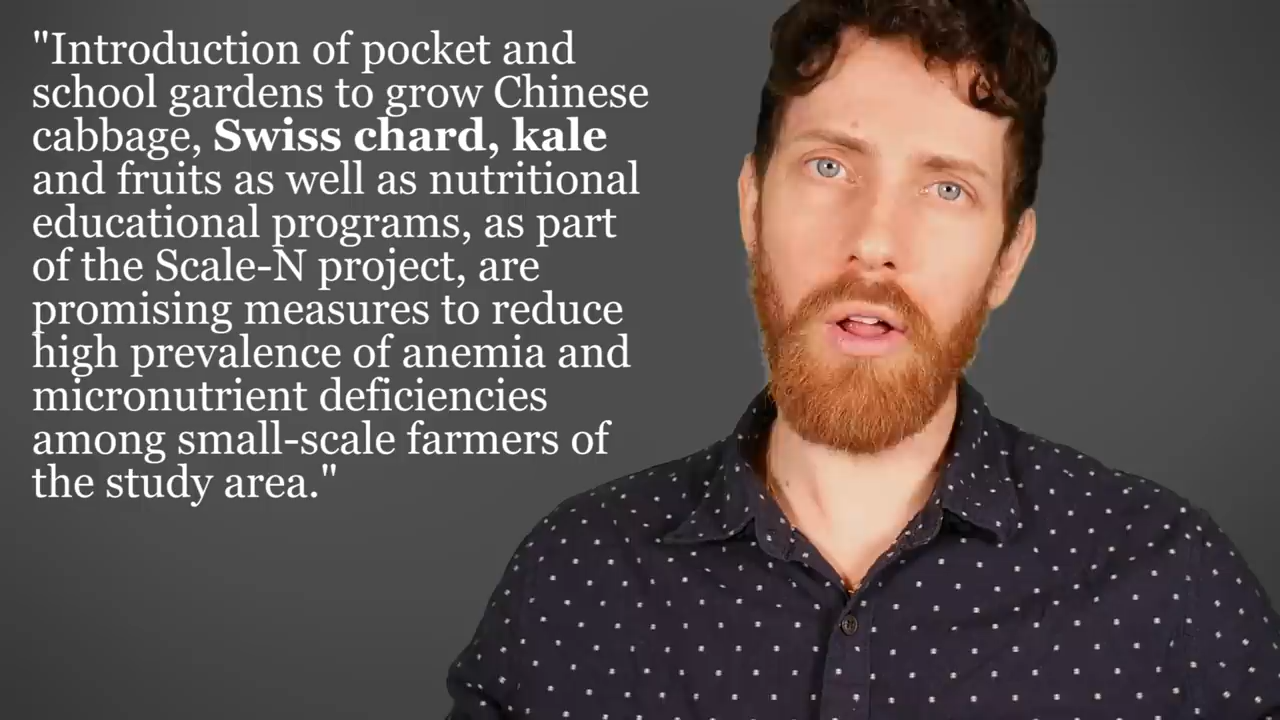 "Introduction of pocket and
school gardens to grow Chinese
cabbage, Swiss chard, kale
and fruits as well as nutritional
educational programs, as part
of the Scale-N project, are
promising measures to reduce
high prevalence of anemia and
micronutrient deficiencies
among small-scale farmers of
the study area."